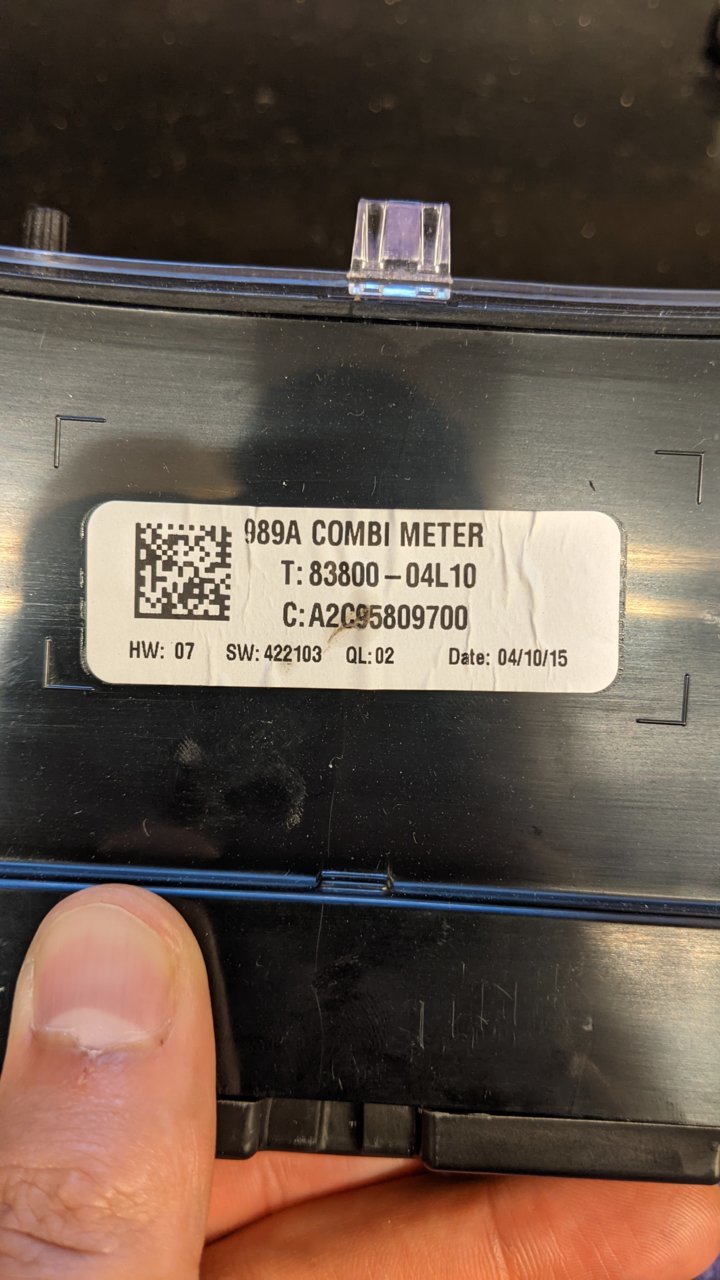 989A COMBI METER
T: 83800-04L10
C: A2C95809700
HW: 07 SW: 422103 QL: 02 Date: 04/10/15